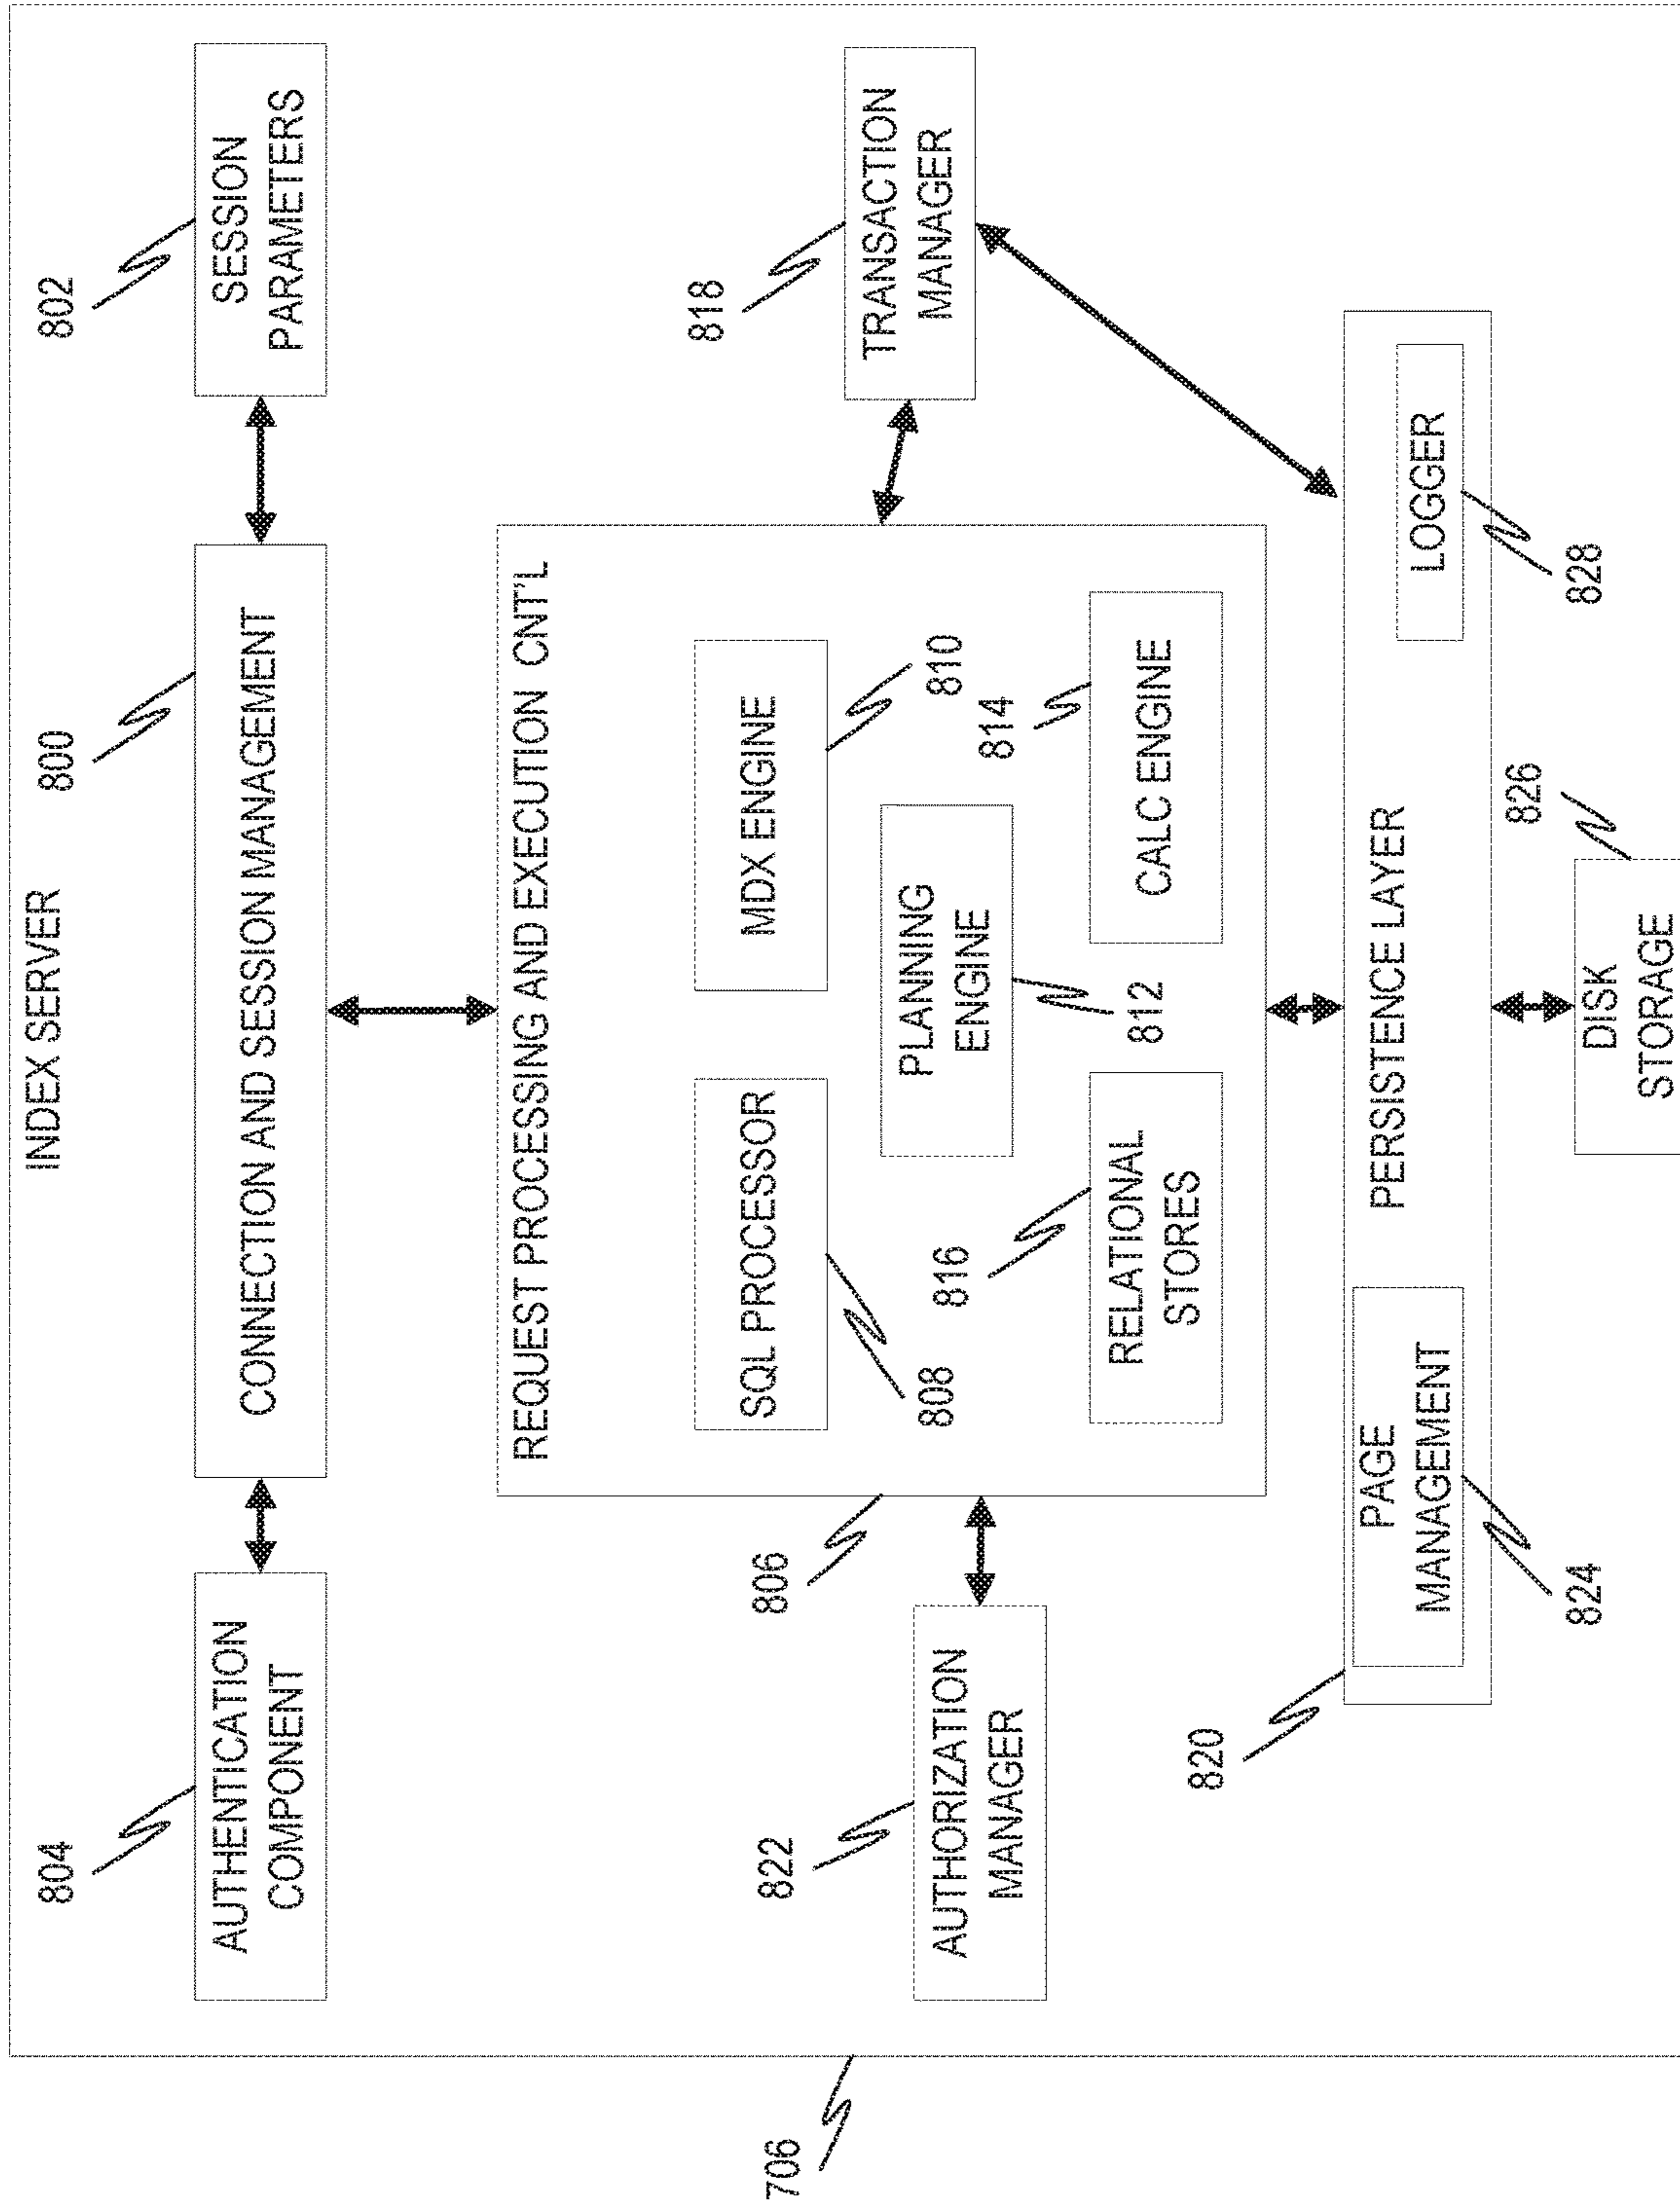 INDEX SERVER
804
800
802
AUTHENTICATION
COMPONENT
CONNECTION AND SESSION MANAGEMENT
SESSION
PARAMETERS
REQUEST PROCESSING AND EXECUTION CNT'L
806
SQL PROCESSOR
808
MDX ENGINE
810
PLANNING
ENGINE
812
816
RELATIONAL
STORES
814
CALC ENGINE
818
TRANSACTION
MANAGER
822
AUTHORIZATION
MANAGER
706
820
PAGE
MANAGEMENT
824
PERSISTENCE LAYER
LOGGER
828
826
DISK
STORAGE